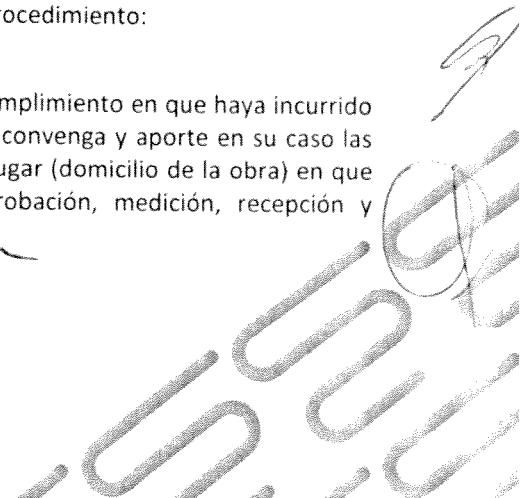 rocedimiento:
mplimiento en que haya incurrido
convenga y aporte en su caso las
ugar (domicilio de la obra) en que
robación, medición, recepción y